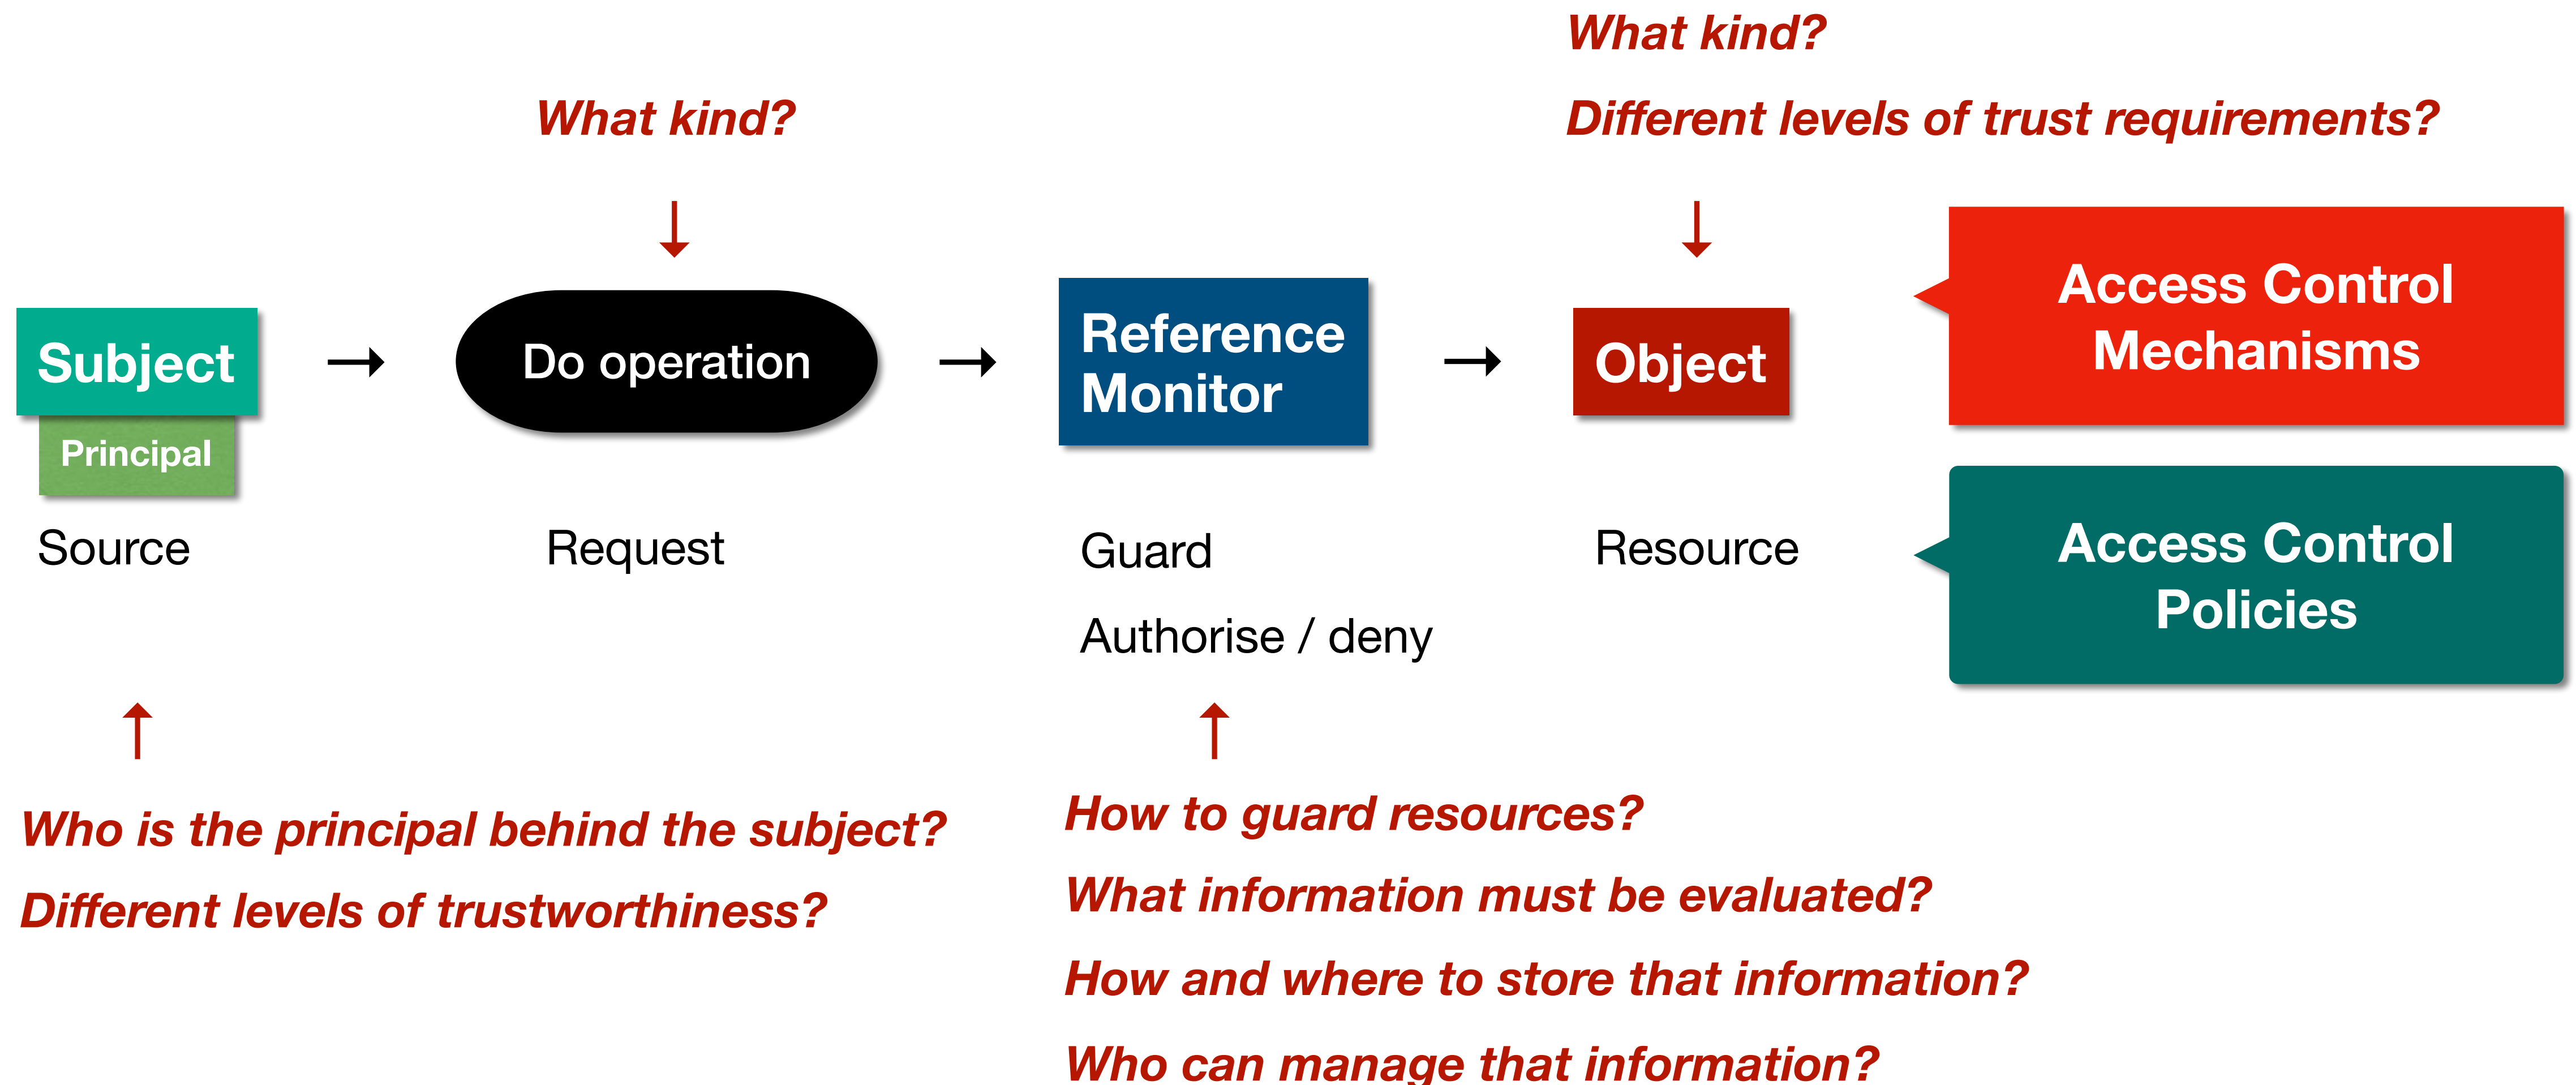 What kind?
Different levels of trust requirements?
What kind?
Subject
Principal
Source
Do operation
Request
Reference
Monitor
Guard
Authorise / deny
Object
Resource
Access Control
Mechanisms
Access Control
Policies
Who is the principal behind the subject?
Different levels of trustworthiness?
How to guard resources?
What information must be evaluated?
How and where to store that information?
Who can manage that information?